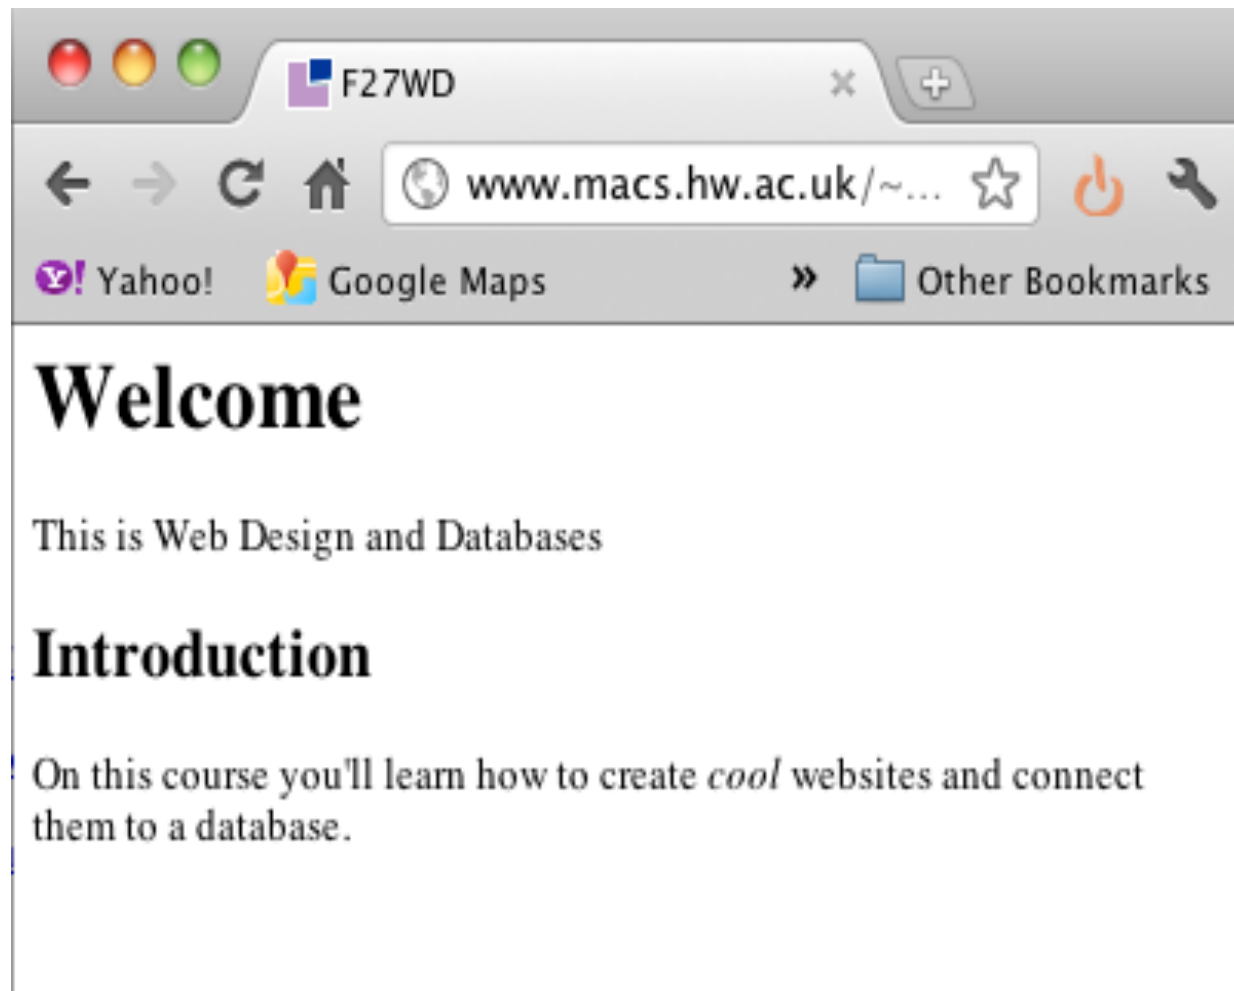 F27WD
www.macs.hw.ac.uk/~...
Y! Yahoo! Google Maps » Other Bookmarks
Welcome
This is Web Design and Databases
Introduction
On this course you'll learn how to create cool websites and connect
them to a database.